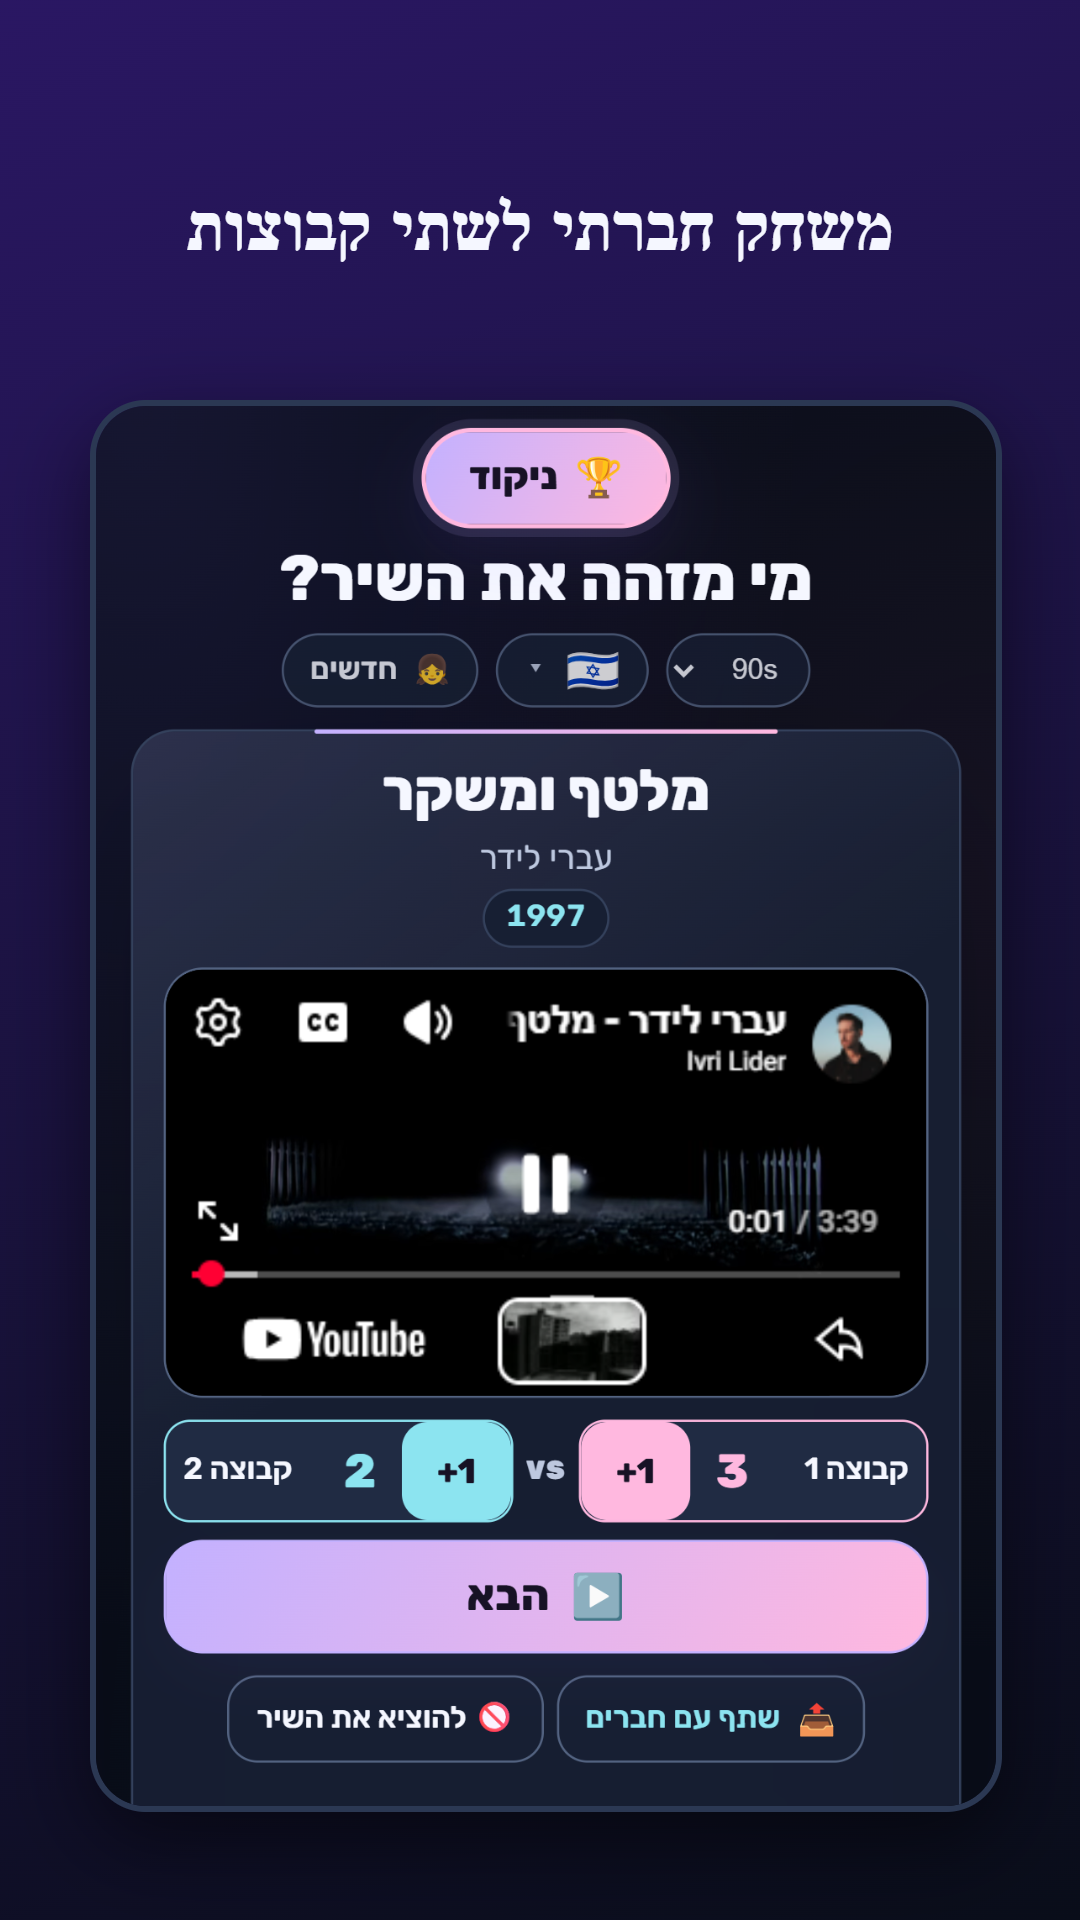 משחק חברתי לשתי קבוצות
🏆 ניקוד
מי מזהה את השיר?
90s 🇮🇱 👧 חדשים
מלטף ומשקר
עברי לידר
1997
עברי לידר - מלטף CC
Ivri Lider
0:01 / 3:39
YouTube
קבוצה 1 3 +1 vs +1 2 קבוצה 2
▶️ הבא
📤 שתף עם חברים 🚫 להוציא את השיר